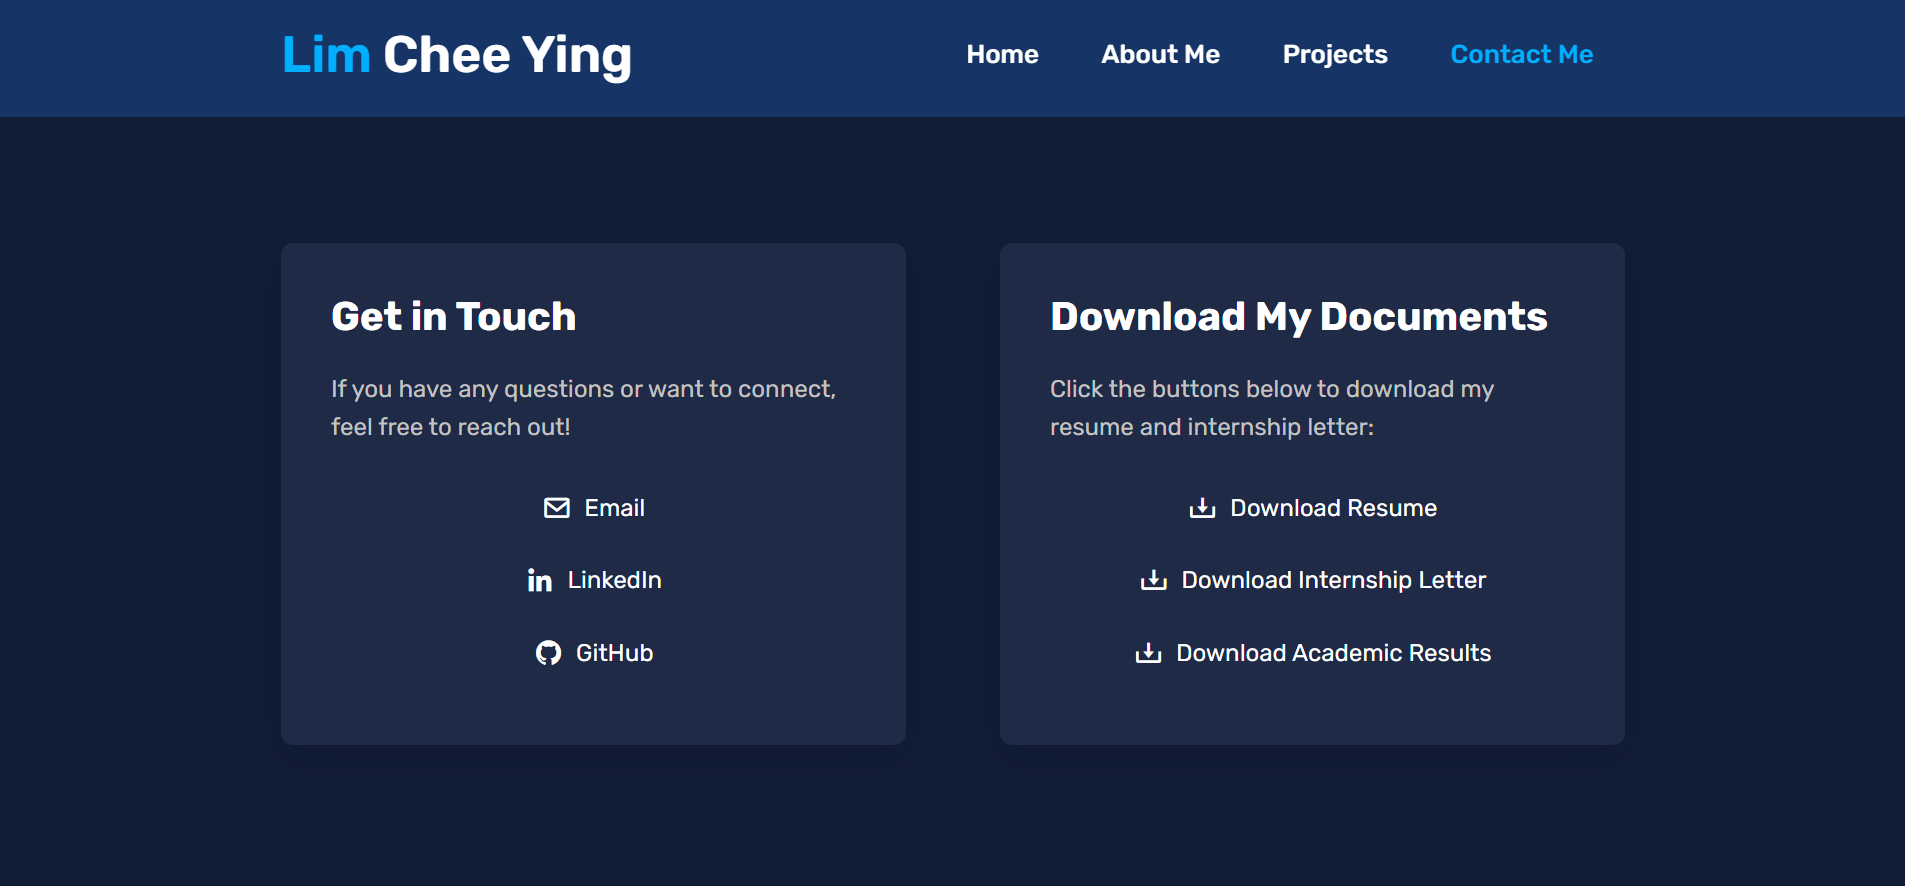 Lim Chee Ying
Home About Me Projects Contact Me
Get in Touch
If you have any questions or want to connect,
feel free to reach out!
Email
LinkedIn
GitHub
Download My Documents
Click the buttons below to download my
resume and internship letter:
Download Resume
Download Internship Letter
Download Academic Results